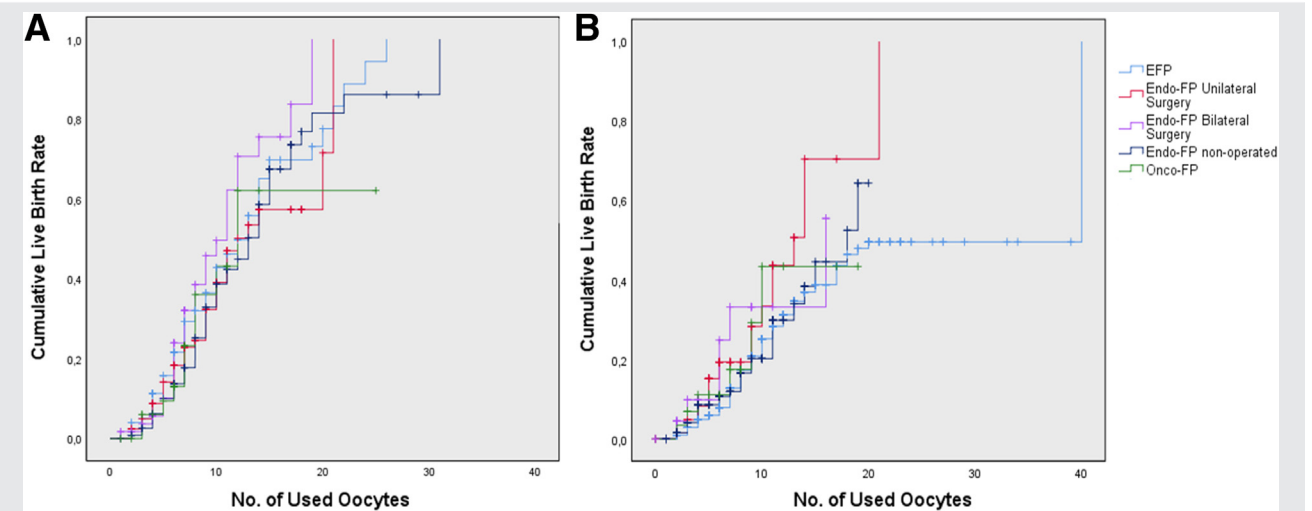 A
B
1,0
0,8
0,6
0,4
0,2
0,0
0
10
20
30
40
Cumulative Live Birth Rate
No. of Used Oocytes
1,0
0,8
0,6
0,4
0,2
0,0
0
10
20
30
40
Cumulative Live Birth Rate
No. of Used Oocytes
EFP
Endo-FP Unilateral
Surgery
Endo-FP Bilateral
Surgery
Endo-FP non-operated
Onco-FP